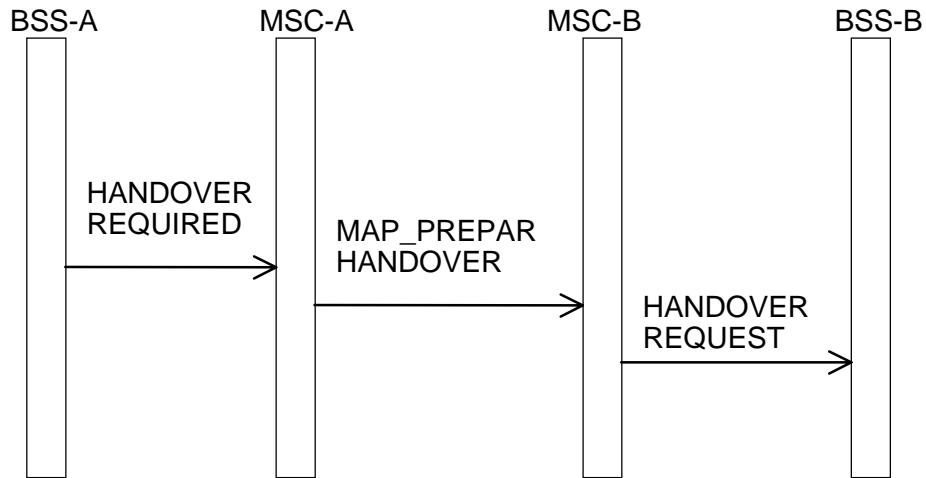 BSS-A MSC-A MSC-B BSS-B
HANDOVER
REQUIRED
MAP_PREPAR
HANDOVER
HANDOVER
REQUEST